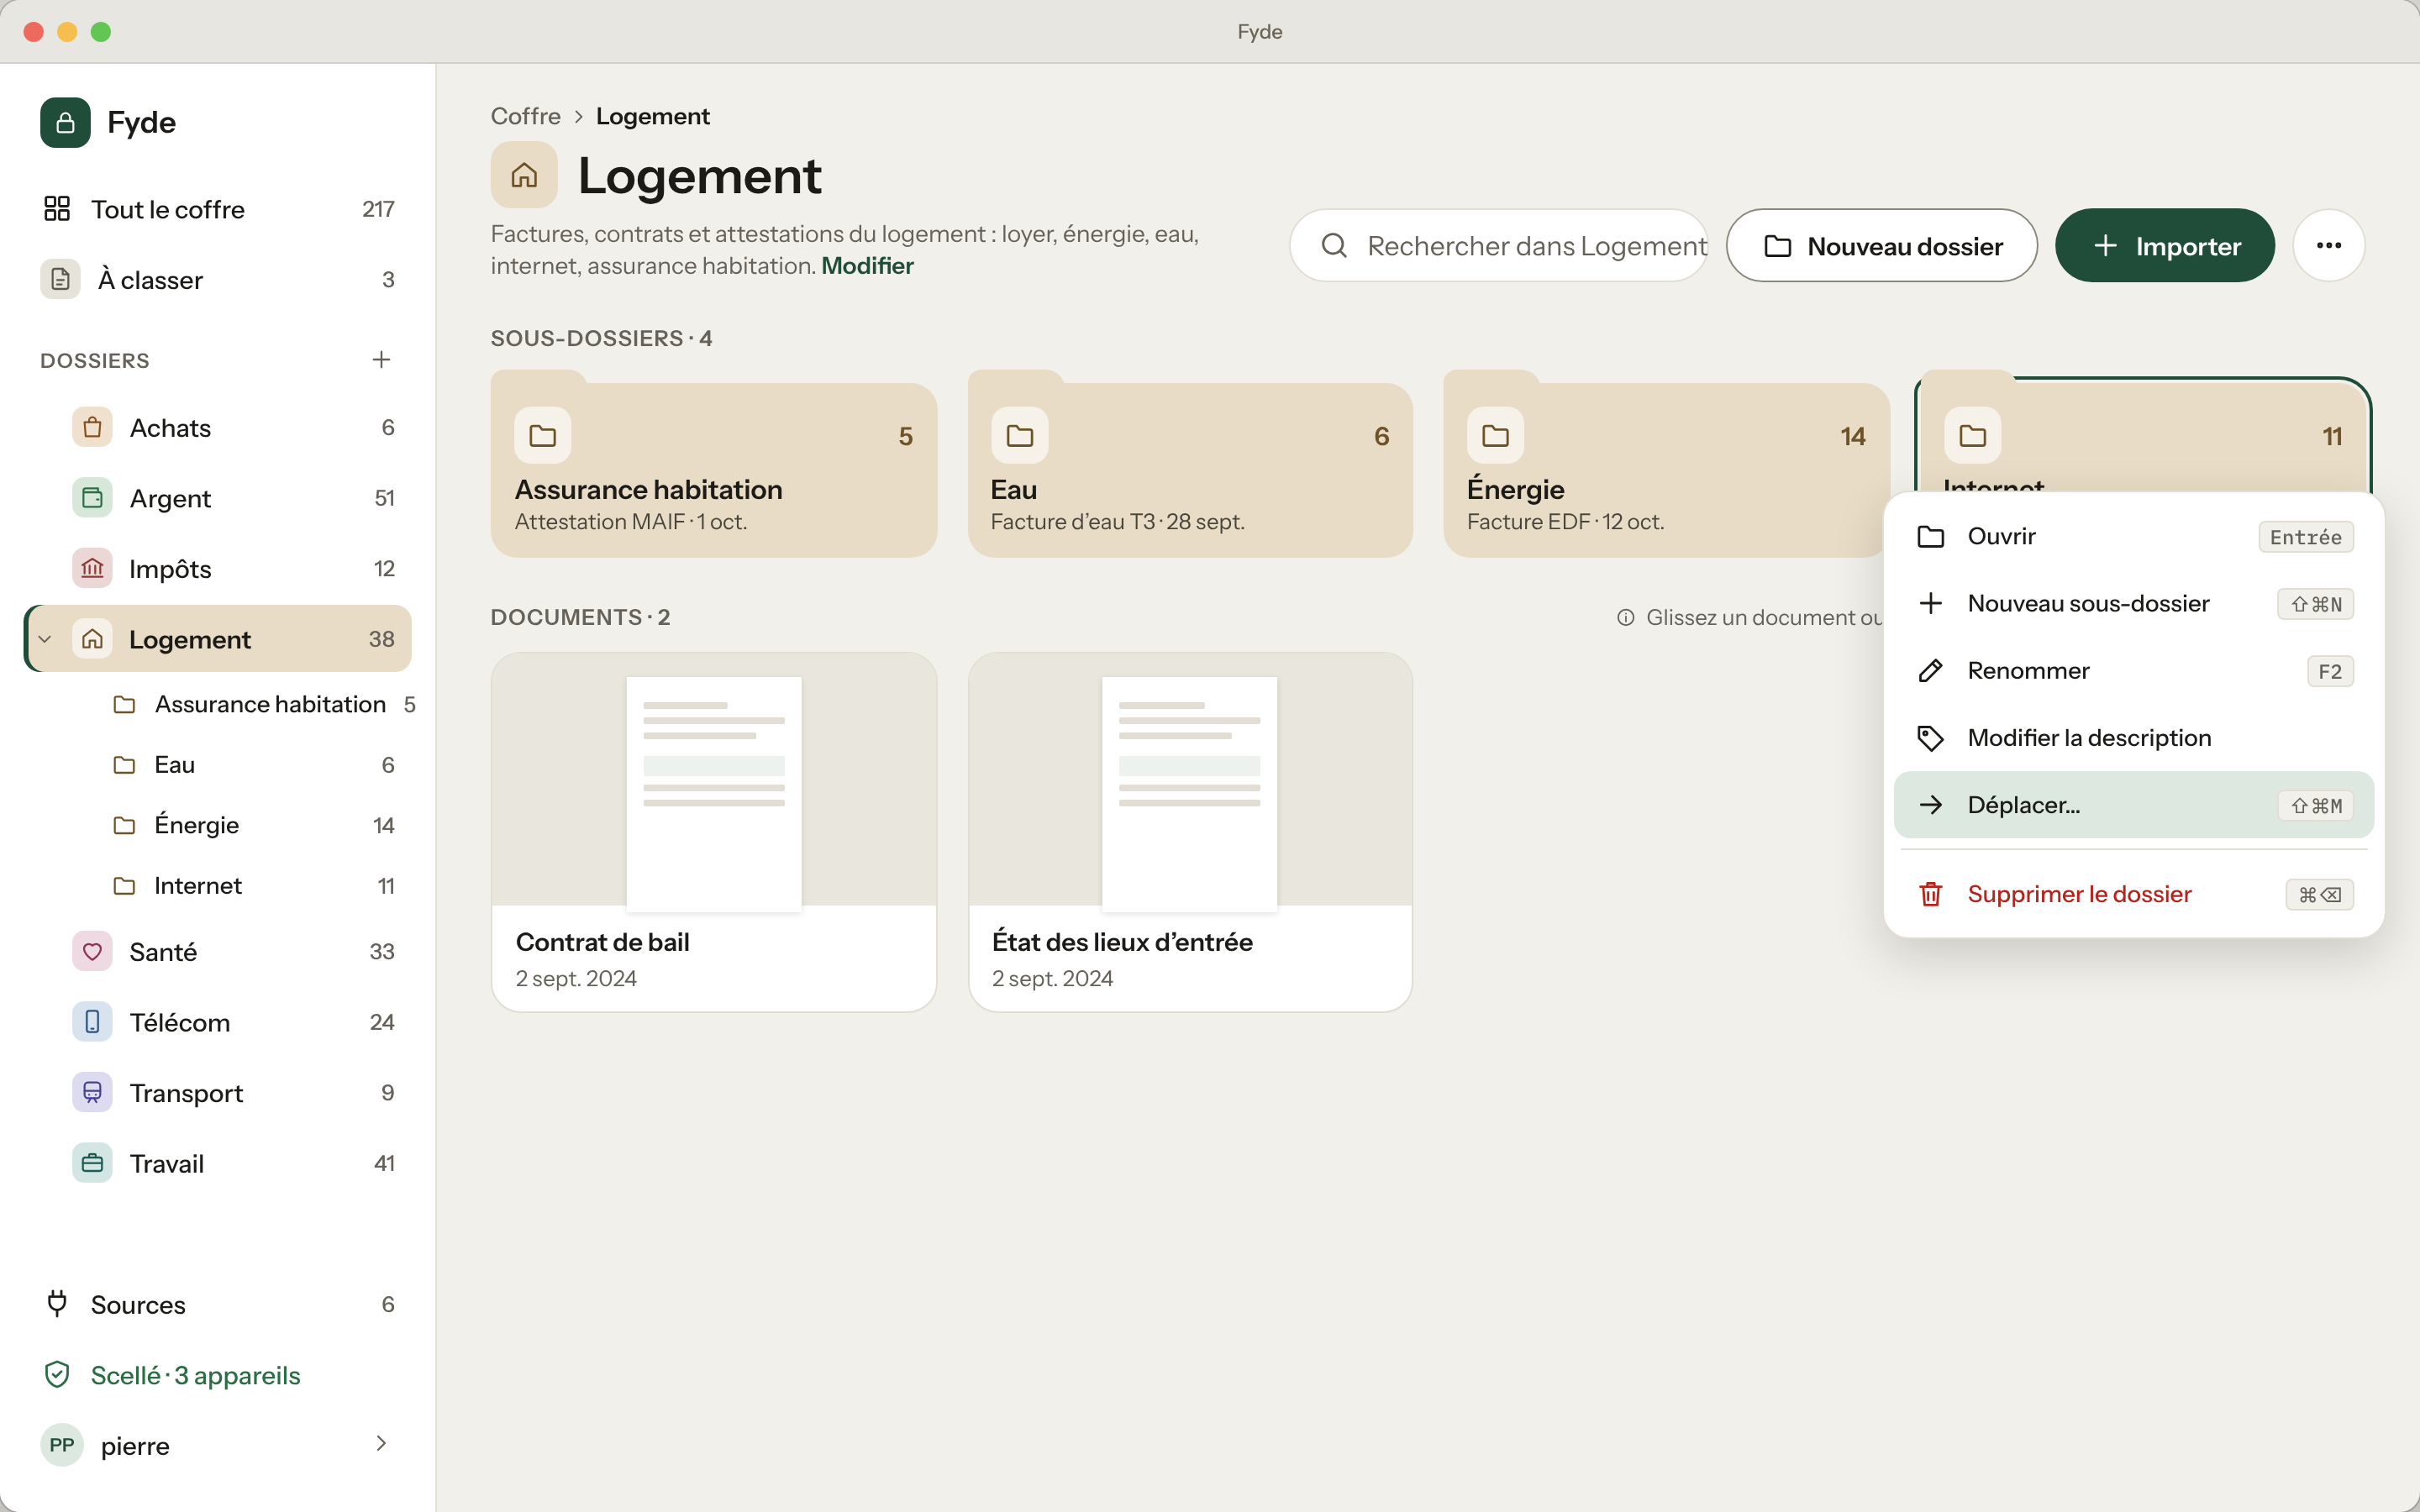 Fyde
Fyde
Tout le coffre 217
À classer 3
DOSSIERS
Achats 6
Argent 51
Impôts 12
Logement 38
Assurance habitation 5
Eau 6
Énergie 14
Internet 11
Santé 33
Télécom 24
Transport 9
Travail 41
Sources 6
Scellé · 3 appareils
PP pierre
Coffre > Logement
Logement
Factures, contrats et attestations du logement : loyer, énergie, eau,
internet, assurance habitation. Modifier
Rechercher dans Logement
Nouveau dossier
+ Importer
SOUS-DOSSIERS · 4
5
Assurance habitation
Attestation MAIF · 1 oct.
6
Eau
Facture d’eau T3 · 28 sept.
14
Énergie
Facture EDF · 12 oct.
11
Internet
DOCUMENTS · 2
Glissez un document ou
Contrat de bail
2 sept. 2024
État des lieux d’entrée
2 sept. 2024
Ouvrir Entrée
Nouveau sous-dossier ⇧⌘N
Renommer F2
Modifier la description
Déplacer... ⇧⌘M
Supprimer le dossier ⌘⌫